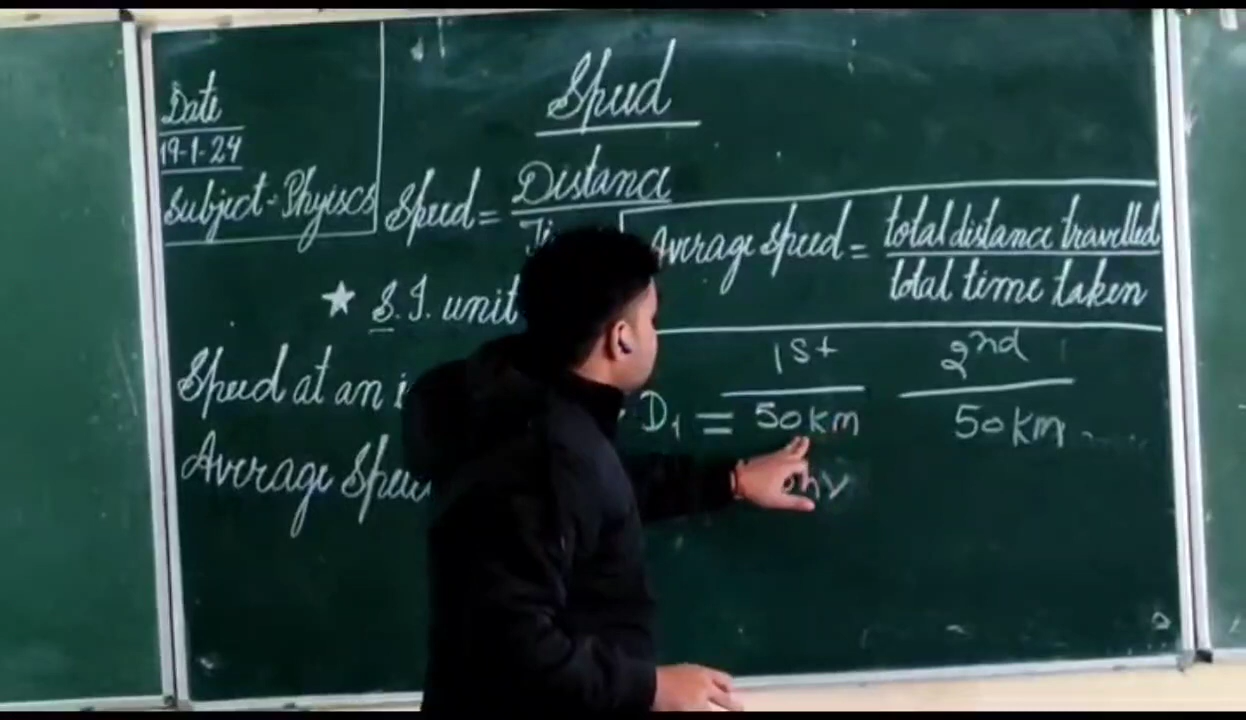 Speed
Date
19-1-24
Subject - Phyiscs
Speed = Distance
Average Speed = total distance travelled
total time taken
★ S.I. unit
1st 2nd
Speed at an
D1 = 50km 50km
Average